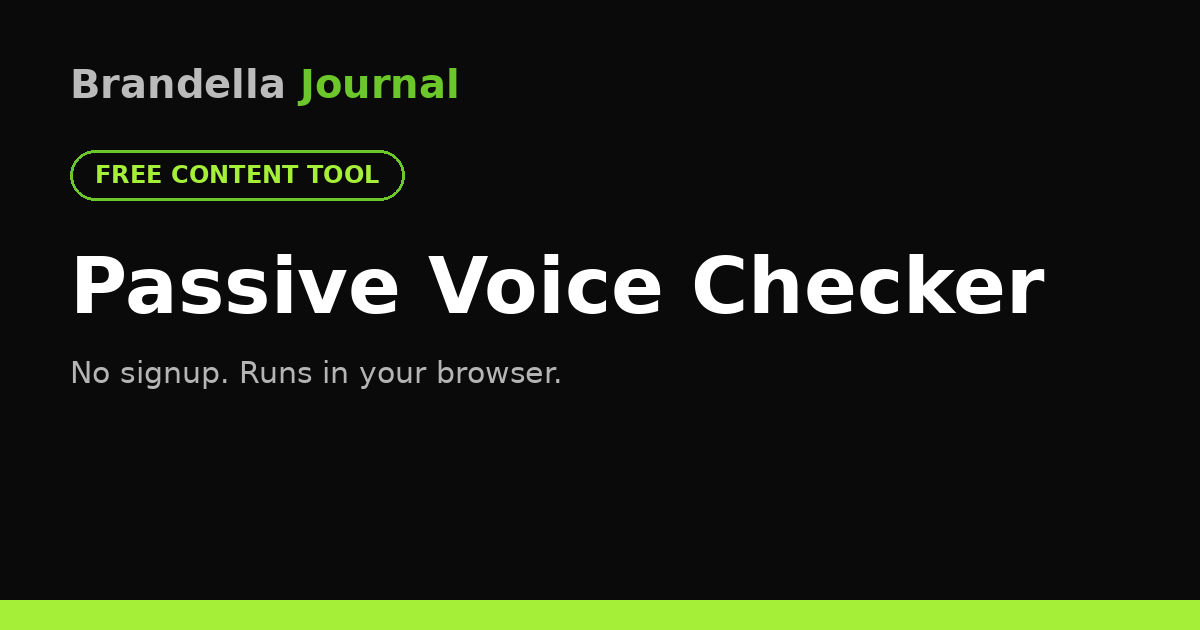 Brandella Journal
FREE CONTENT TOOL
Passive Voice Checker
No signup. Runs in your browser.